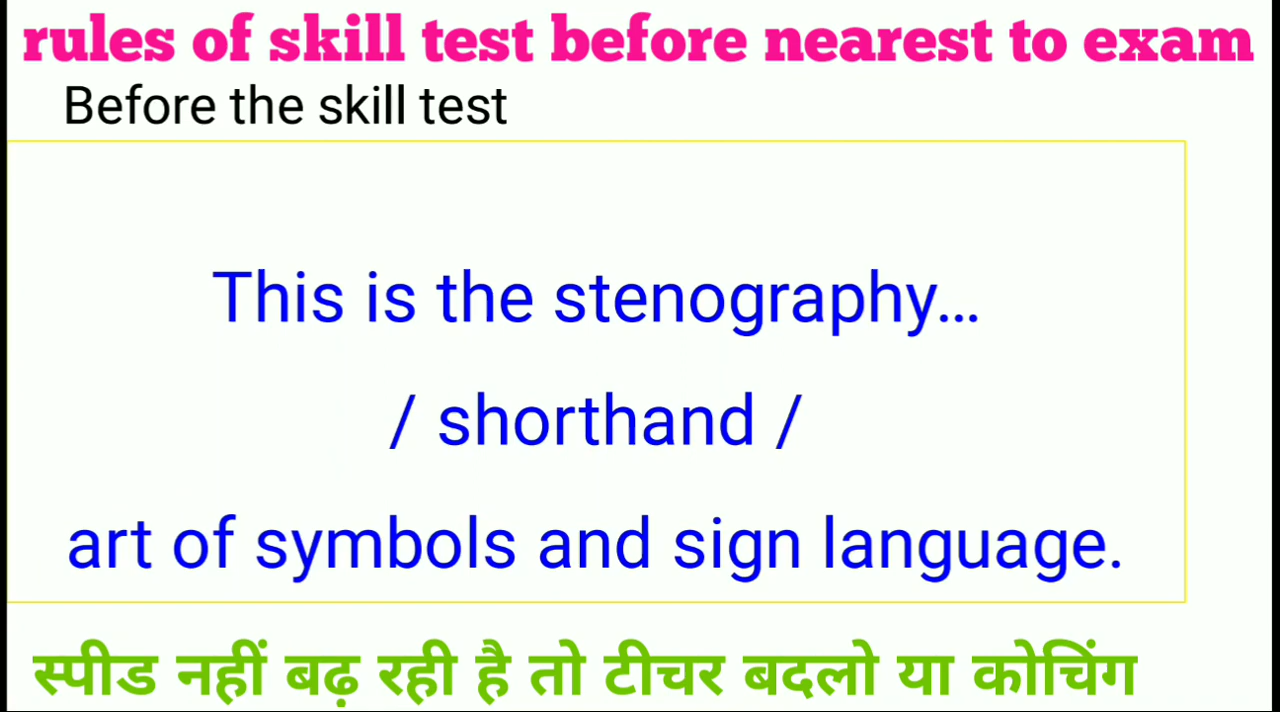 rules of skill test before nearest to exam
Before the skill test
This is the stenography...
/ shorthand /
art of symbols and sign language.
स्पीड नहीं बढ़ रही है तो टीचर बदलो या कोचिंग